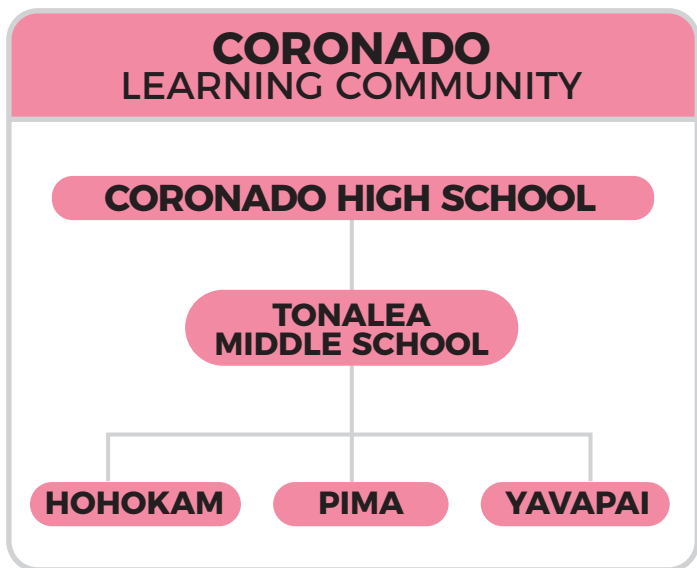 CORONADO
LEARNING COMMUNITY
CORONADO HIGH SCHOOL
TONALEA
MIDDLE SCHOOL
HOHOKAM
PIMA
YAVAPAI